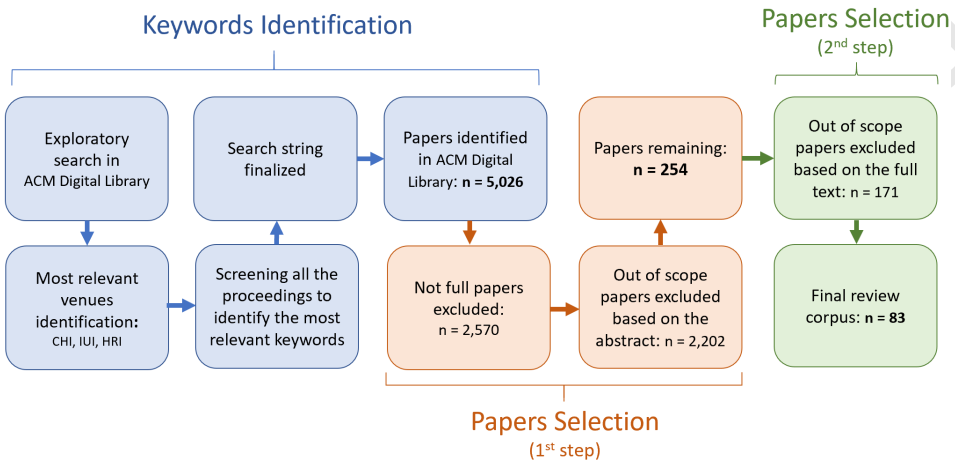 Keywords Identification
Exploratory
search in
ACM Digital Library
Most relevant
venues
identification:
CHI, IUI, HRI
Screening all the
proceedings to
identify the most
relevant keywords
Search string
finalized
Papers identified
in ACM Digital
Library: n = 5,026
Not full papers
excluded:
n = 2,570
Out of scope
papers excluded
based on the
abstract: n = 2,202
Papers remaining:
n = 254
Papers Selection
(1st step)
Papers Selection
(2nd step)
Out of scope
papers excluded
based on the full
text: n = 171
Final review
corpus: n = 83